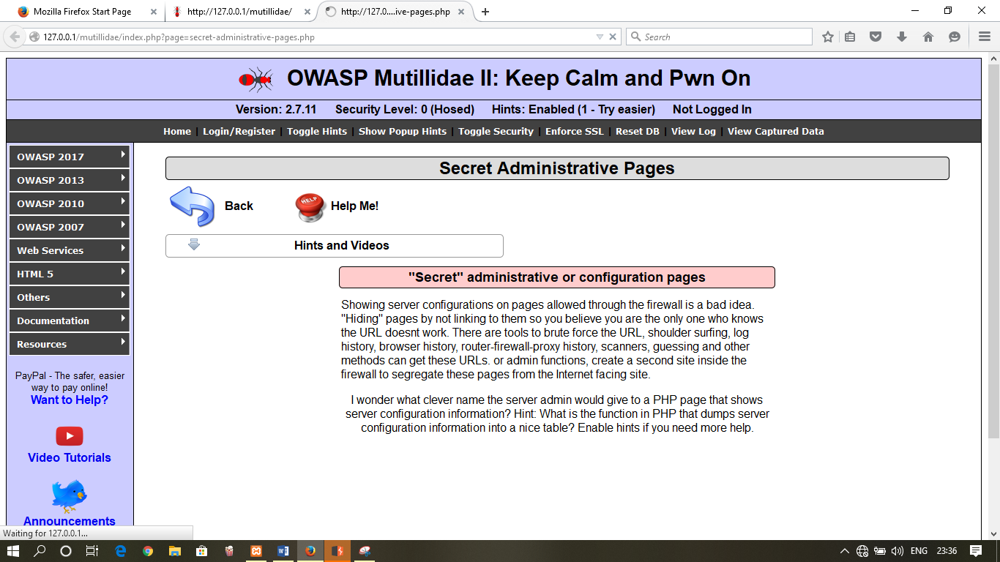 Mozilla Firefox Start Page
http://127.0.0.1/mutillidae/
http://127.0....ive-pages.php
127.0.0.1/mutillidae/index.php?page=secret-administrative-pages.php
Search
OWASP Mutillidae II: Keep Calm and Pwn On
Version: 2.7.11 Security Level: 0 (Hosed) Hints: Enabled (1 - Try easier) Not Logged In
Home | Login/Register | Toggle Hints | Show Popup Hints | Toggle Security | Enforce SSL | Reset DB | View Log | View Captured Data
OWASP 2017
OWASP 2013
OWASP 2010
OWASP 2007
Web Services
HTML 5
Others
Documentation
Resources
PayPal - The safer, easier
way to pay online!
Want to Help?
Video Tutorials
Announcements
Secret Administrative Pages
Back
HELP
Help Me!
Hints and Videos
"Secret" administrative or configuration pages
Showing server configurations on pages allowed through the firewall is a bad idea.
"Hiding" pages by not linking to them so you believe you are the only one who knows
the URL doesnt work. There are tools to brute force the URL, shoulder surfing, log
history, browser history, router-firewall-proxy history, scanners, guessing and other
methods can get these URLs. or admin functions, create a second site inside the
firewall to segregate these pages from the Internet facing site.
I wonder what clever name the server admin would give to a PHP page that shows
server configuration information? Hint: What is the function in PHP that dumps server
configuration information into a nice table? Enable hints if you need more help.
Waiting for 127.0.0.1...
ENG
23:36